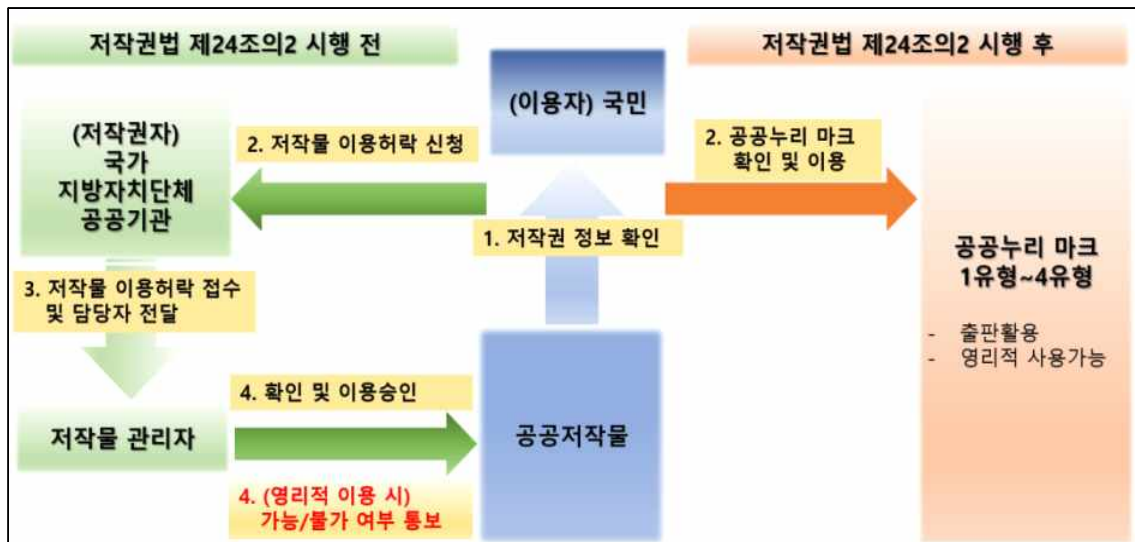 저작권법 제24조의2 시행 전
저작권법 제24조의2 시행 후
(이용자) 국민
(저작권자)
국가
지방자치단체
공공기관
2. 저작물 이용허락 신청
2. 공공누리 마크
확인 및 이용
1. 저작권 정보 확인
3. 저작물 이용허락 접수
및 담당자 전달
공공누리 마크
1유형~4유형
- 출판활용
- 영리적 사용가능
저작물 관리자
4. 확인 및 이용승인
4. (영리적 이용 시)
가능/불가 여부 통보
공공저작물